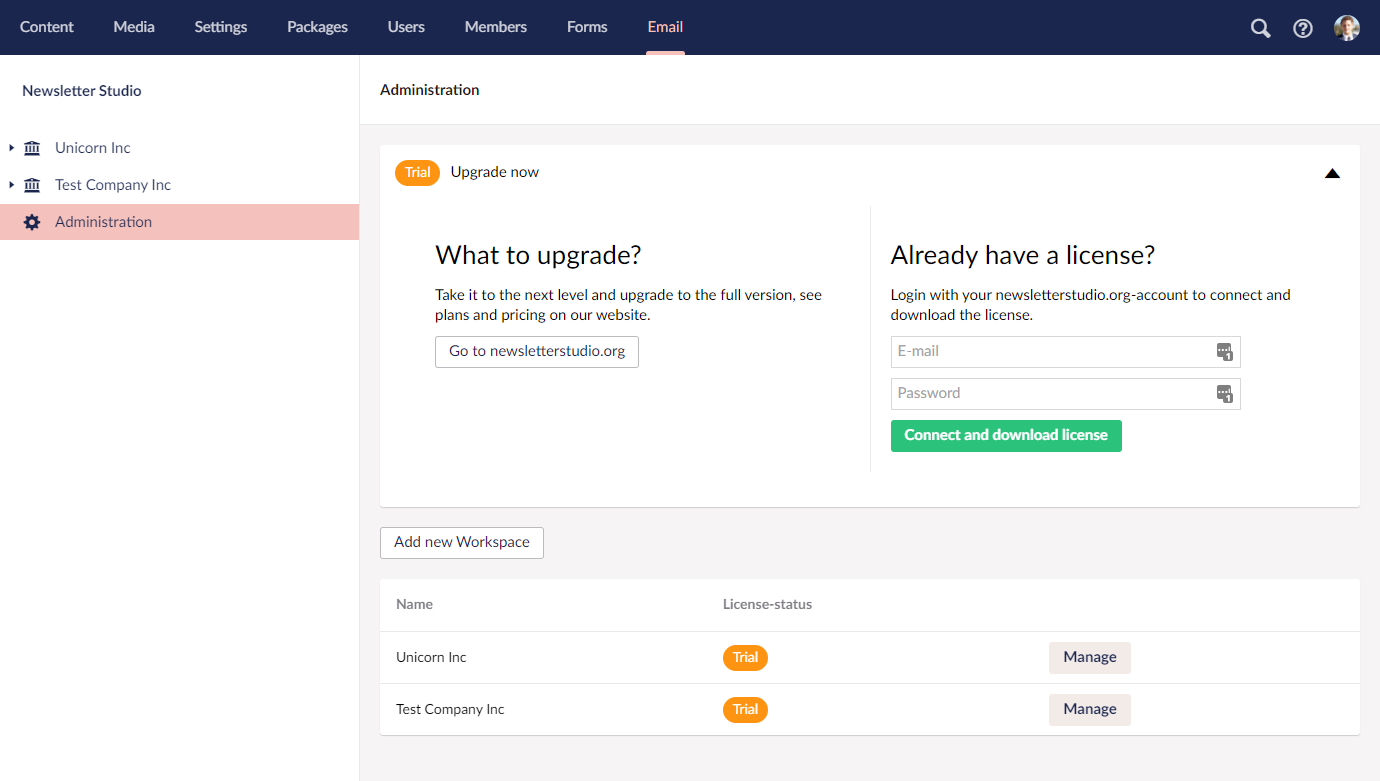 Content Media Settings Packages Users Members Forms Email
Newsletter Studio
Unicorn Inc
Test Company Inc
Administration
Administration
Trial Upgrade now
What to upgrade?
Take it to the next level and upgrade to the full version, see
plans and pricing on our website.
Go to newsletterstudio.org
Already have a license?
Login with your newsletterstudio.org-account to connect and
download the license.
E-mail
1
Password
1
Connect and download license
Add new Workspace
Name License-status
Unicorn Inc Trial Manage
Test Company Inc Trial Manage